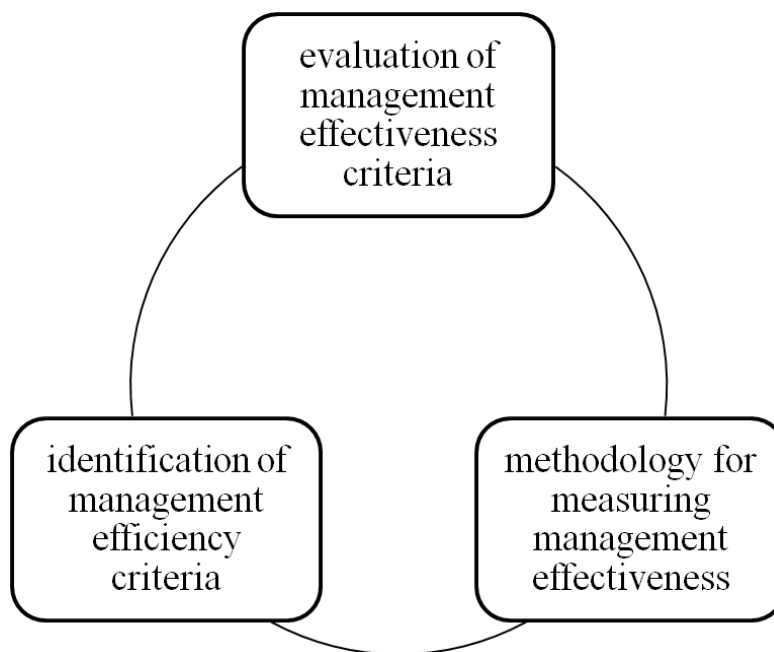 evaluation of
management
effectiveness
criteria
identification of
management
efficiency
criteria
methodology for
measuring
management
effectiveness